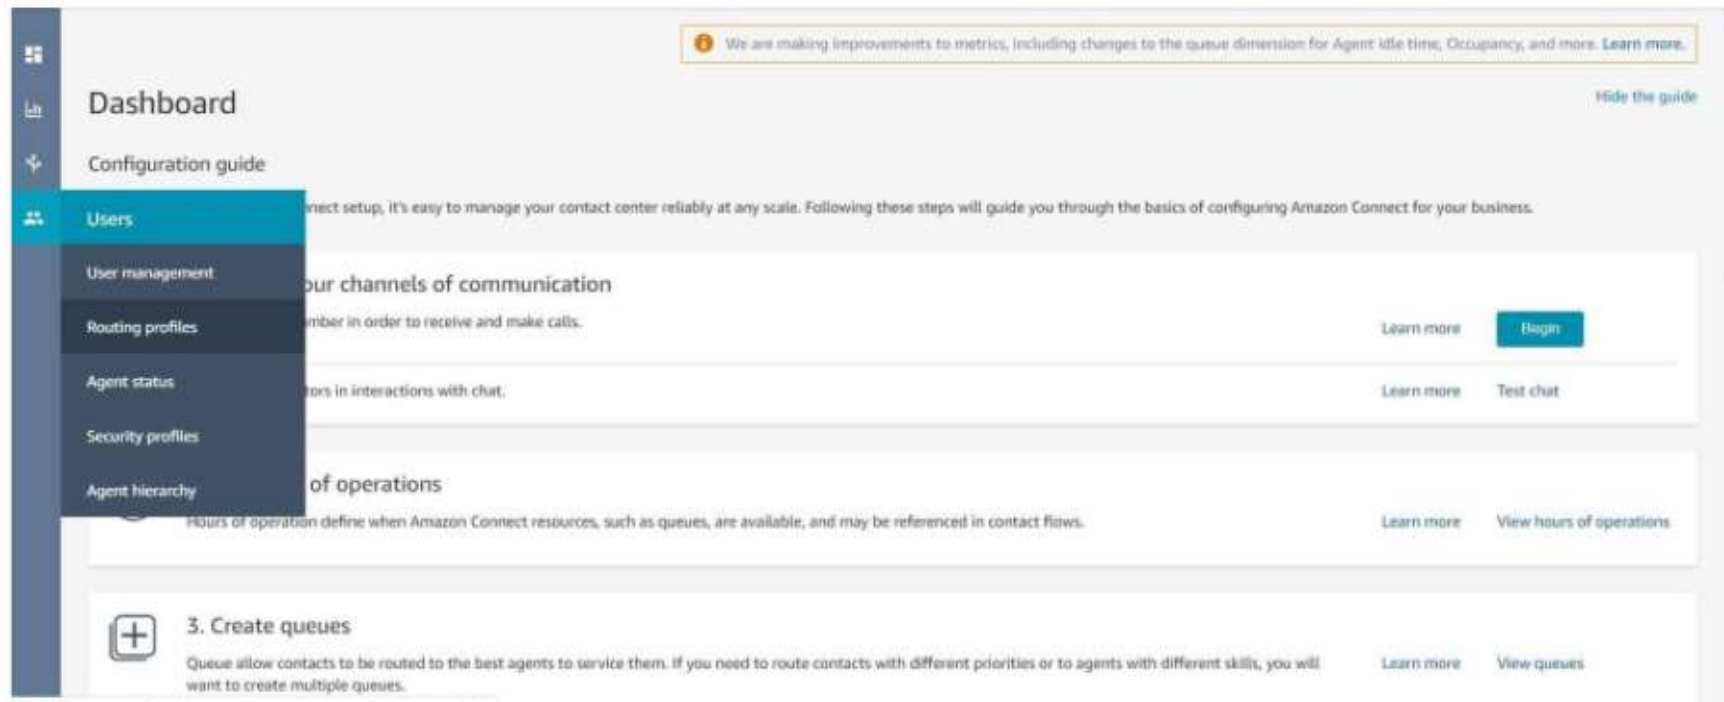 We are making improvements to metrics, including changes to the queue dimension for Agent idle time, Occupancy, and more. Learn more.
Dashboard
Hide the guide
Configuration guide
Users
nnect setup, it's easy to manage your contact center reliably at any scale. Following these steps will guide you through the basics of configuring Amazon Connect for your business.
User management
our channels of communication
Routing profiles
mber in order to receive and make calls.
Learn more
Begin
Agent status
tors in interactions with chat.
Learn more
Test chat
Security profiles
Agent hierarchy
of operations
Hours of operation define when Amazon Connect resources, such as queues, are available, and may be referenced in contact flows.
Learn more
View hours of operations
3. Create queues
Queue allow contacts to be routed to the best agents to service them. If you need to route contacts with different priorities or to agents with different skills, you will
want to create multiple queues.
Learn more
View queues